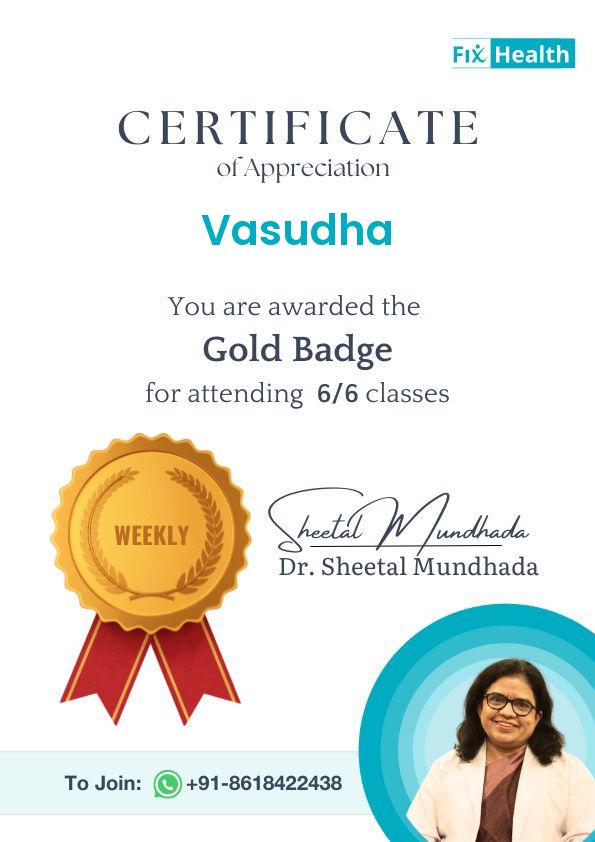 Fix Health
CERTIFICATE
of Appreciation
Vasudha
You are awarded the
Gold Badge
for attending 6/6 classes
WEEKLY
Sheetal Mundhada
Dr. Sheetal Mundhada
To Join: +91-8618422438